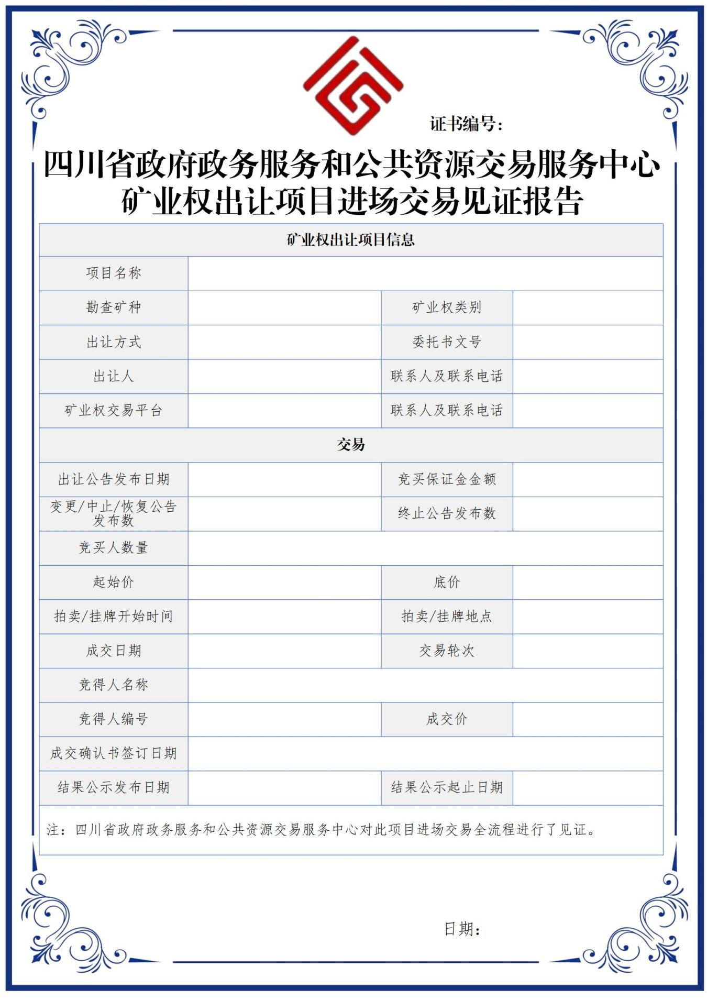 证书编号：
四川省政府政务服务和公共资源交易服务中心
矿业权出让项目进场交易见证报告
矿业权出让项目信息
项目名称
勘查矿种 矿业权类别
出让方式 委托书文号
出让人 联系人及联系电话
矿业权交易平台 联系人及联系电话
交易
出让公告发布日期 竞买保证金金额
变更/中止/恢复公告
发布数 终止公告发布数
竞买人数量
起始价 底价
拍卖/挂牌开始时间 拍卖/挂牌地点
成交日期 交易轮次
竞得人名称
竞得人编号 成交价
成交确认书签订日期
结果公示发布日期 结果公示起止日期
注：四川省政府政务服务和公共资源交易服务中心对此项目进场交易全流程进行了见证。
日期：